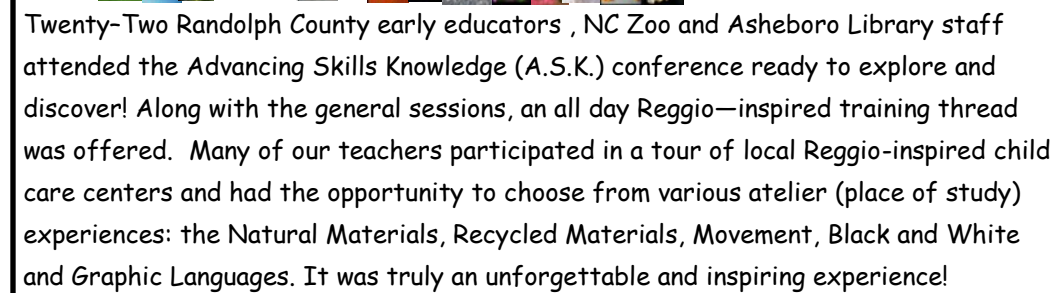 Twenty-Two Randolph County early educators , NC Zoo and Asheboro Library staff
attended the Advancing Skills Knowledge (A.S.K.) conference ready to explore and
discover! Along with the general sessions, an all day Reggio—inspired training thread
was offered.  Many of our teachers participated in a tour of local Reggio-inspired child
care centers and had the opportunity to choose from various atelier (place of study)
experiences: the Natural Materials, Recycled Materials, Movement, Black and White
and Graphic Languages. It was truly an unforgettable and inspiring experience!